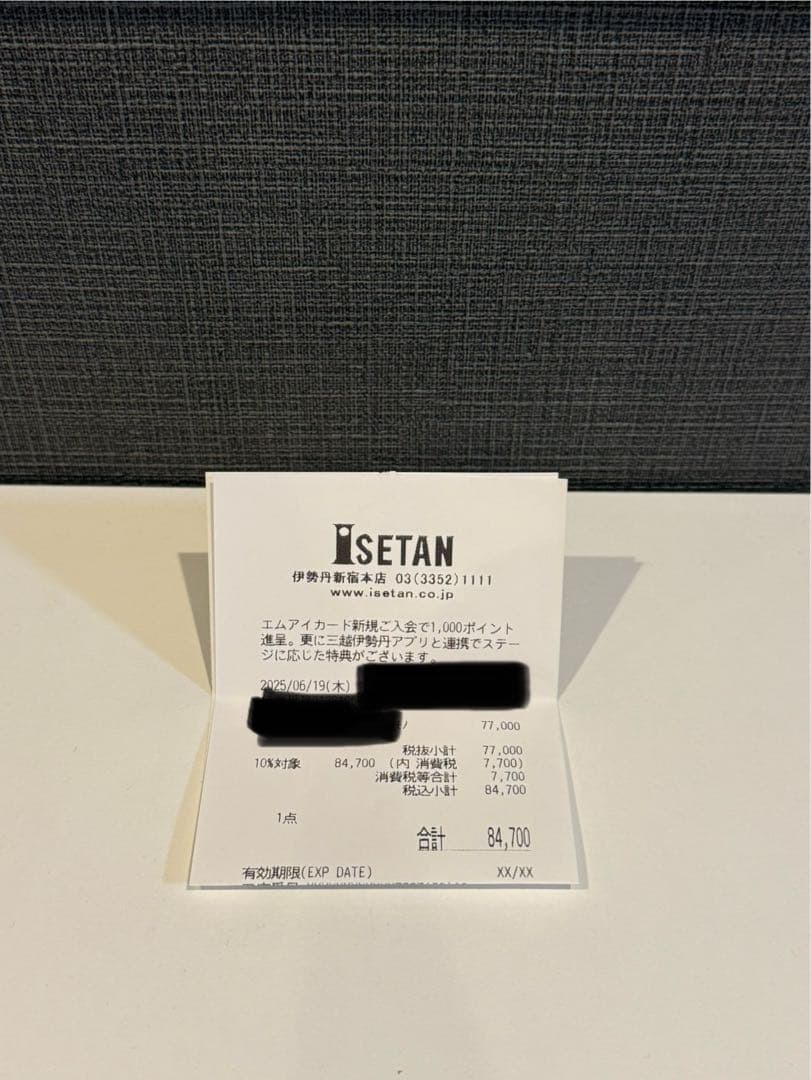 ISETAN
伊勢丹新宿本店 03(3352)1111
www.isetan.co.jp
エムアイカード新規ご入会で1,000ポイント
進呈。更に三越伊勢丹アプリと連携でステー
ジに応じた特典がございます。
2025/06/19(木)
77,000
税抜小計 77,000
10%対象 84,700 (内 消費税 7,700)
消費税等合計 7,700
税込小計 84,700
1点
合計 84,700
有効期限(EXP DATE) XX/XX